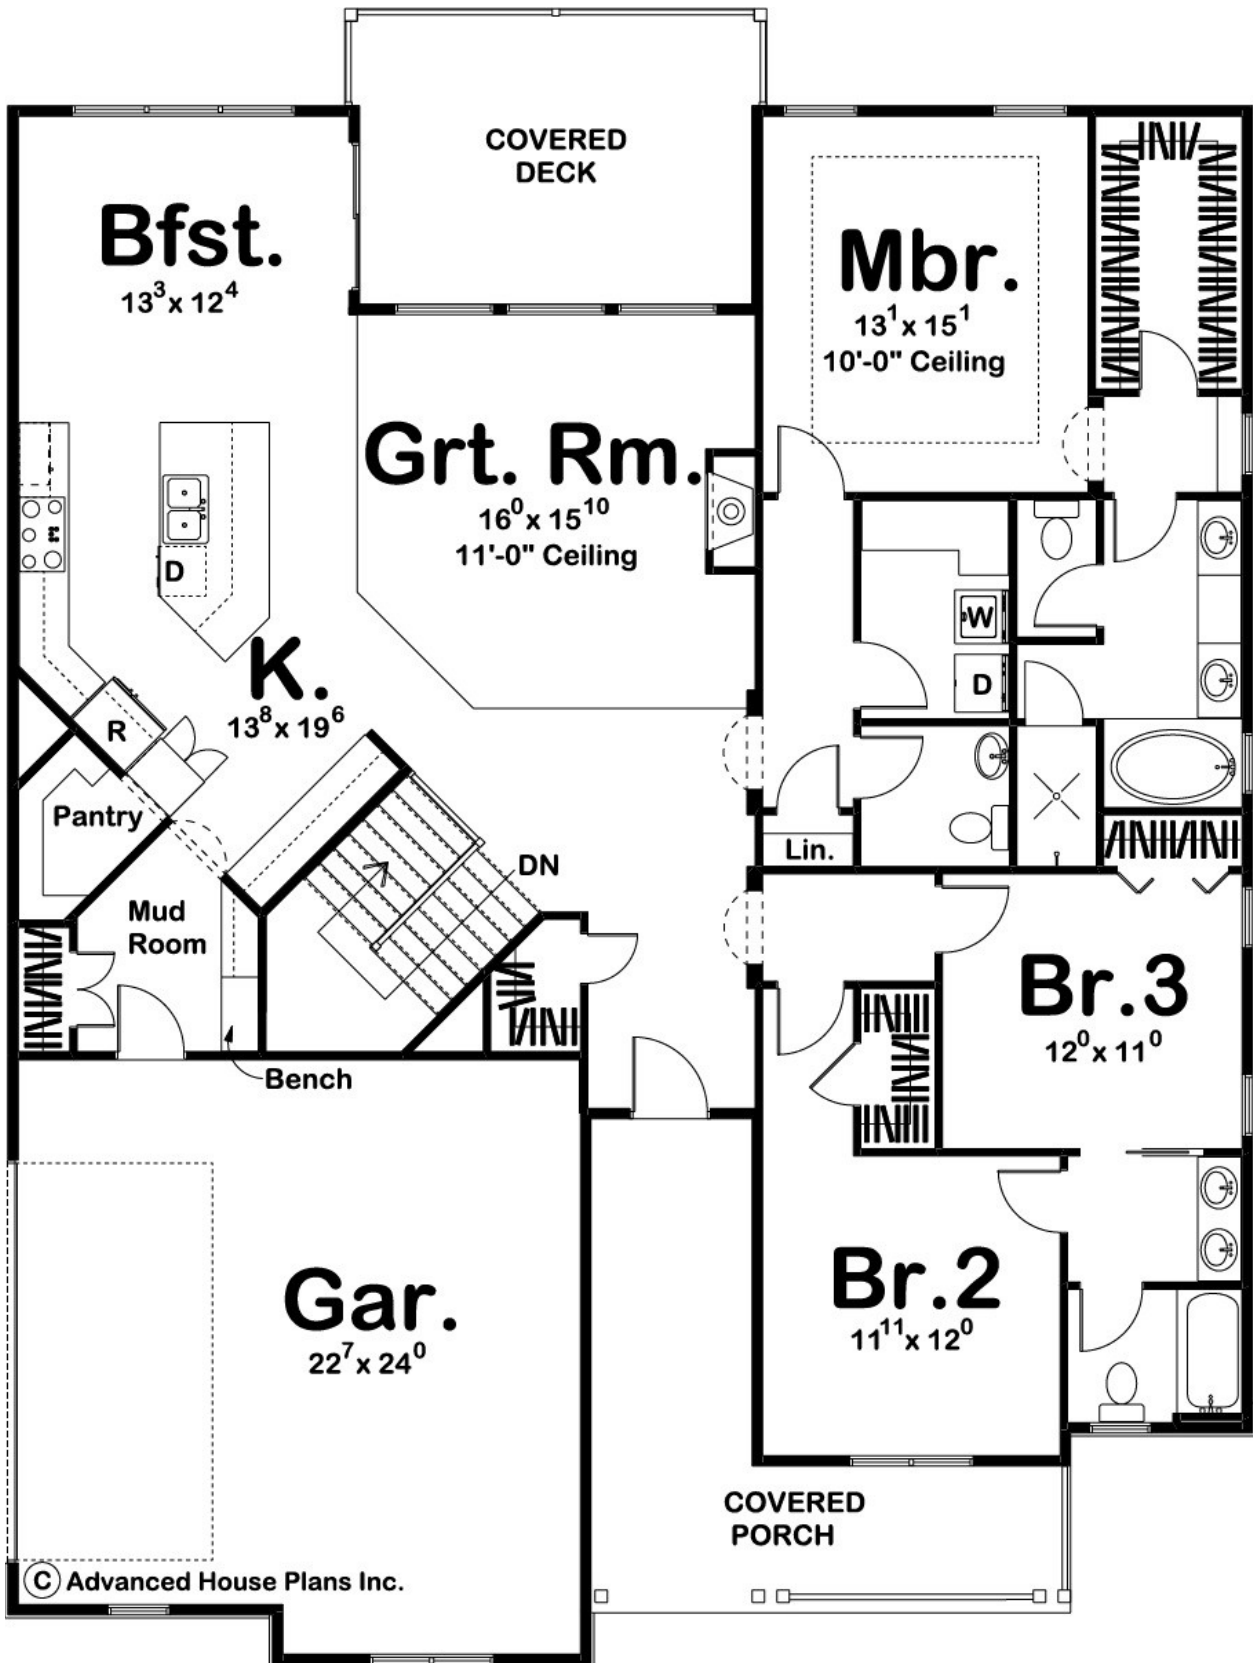 COVERED
DECK
Bfst.
13³ x 12⁴
Mbr.
13¹ x 15¹
10'-0" Ceiling
Grt. Rm.
16⁰ x 15¹⁰
11'-0" Ceiling
D
W
D
K.
13⁸ x 19⁶
R
Pantry
Lin.
DN
Mud
Room
Br.3
12⁰ x 11⁰
Bench
Br.2
11¹¹ x 12⁰
Gar.
22⁷ x 24⁰
COVERED
PORCH
© Advanced House Plans Inc.